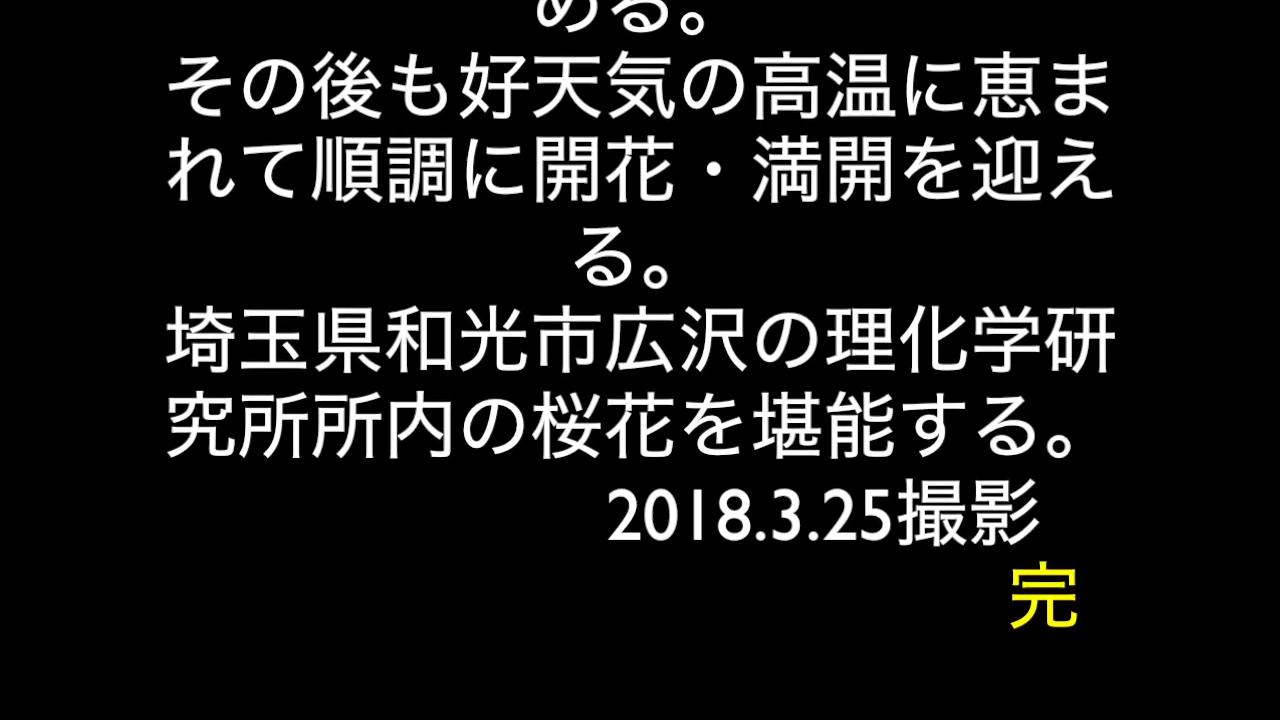 める。
その後も好天気の高温に恵ま
れて順調に開花・満開を迎え
る。
埼玉県和光市広沢の理化学研
究所所内の桜花を堪能する。
2018.3.25撮影
完